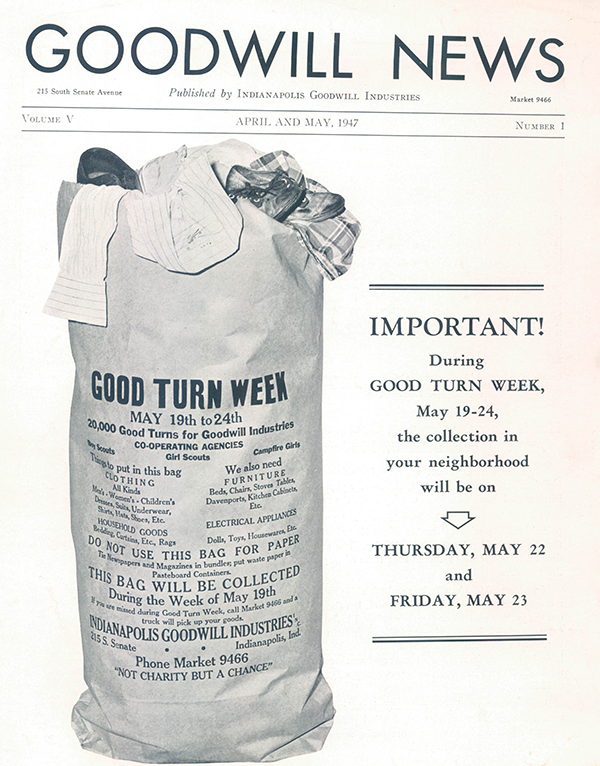 GOODWILL NEWS
215 South Senate Avenue
Published by INDIANAPOLIS GOODWILL INDUSTRIES
Market 9466
VOLUME V
APRIL AND MAY, 1947
NUMBER 1
GOOD TURN WEEK
MAY 19th to 24th
20,000 Good Turns for Goodwill Industries
CO-OPERATING AGENCIES
Boy Scouts
Girl Scouts
Campfire Girls
Things to put in this bag
CLOTHING
All Kinds
Men's - Women's - Children's
Dresses, Suits, Underwear,
Shirts, Hats, Shoes, Etc.
HOUSEHOLD GOODS
Bedding, Curtains, Etc., Rags
We also need
FURNITURE
Beds, Chairs, Stoves Tables,
Davenports, Kitchen Cabinets,
Etc.
ELECTRICAL APPLIANCES
Dolls, Toys, Housewares, Etc.
DO NOT USE THIS BAG FOR PAPER
Tie Newspapers and Magazines in bundles; put waste paper in
Pasteboard Containers.
THIS BAG WILL BE COLLECTED
During the Week of May 19th
If you are missed during Good Turn Week, call Market 9466 and a
truck will pick up your goods.
INDIANAPOLIS GOODWILL INDUSTRIES,
215 S. Senate • • Indianapolis, Ind.
Phone Market 9466
"NOT CHARITY BUT A CHANCE"
IMPORTANT!
During
GOOD TURN WEEK,
May 19-24,
the collection in
your neighborhood
will be on
THURSDAY, MAY 22
and
FRIDAY, MAY 23